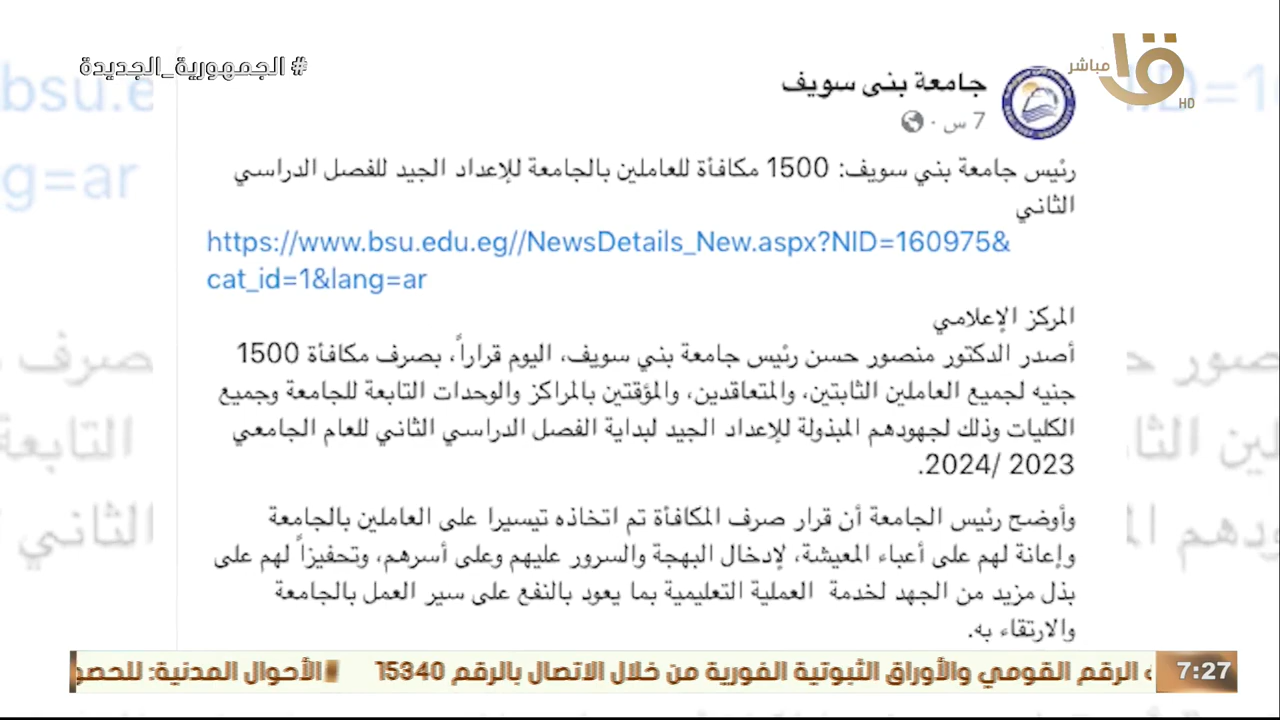 # الجمهورية_الجديدة
مباشر
HD
جامعة بنى سويف
7 س ·
رئيس جامعة بني سويف: 1500 مكافأة للعاملين بالجامعة للإعداد الجيد للفصل الدراسي
الثاني
https://www.bsu.edu.eg//NewsDetails_New.aspx?NID=160975&
cat_id=1&lang=ar
المركز الإعلامي
أصدر الدكتور منصور حسن رئيس جامعة بني سويف، اليوم قراراً، بصرف مكافأة 1500
جنيه لجميع العاملين الثابتين، والمتعاقدين، والمؤقتين بالمراكز والوحدات التابعة للجامعة وجميع
الكليات وذلك لجهودهم المبذولة للإعداد الجيد لبداية الفصل الدراسي الثاني للعام الجامعي
2023 /2024.
وأوضح رئيس الجامعة أن قرار صرف المكافأة تم اتخاذه تيسيرا على العاملين بالجامعة
وإعانة لهم على أعباء المعيشة، لإدخال البهجة والسرور عليهم وعلى أسرهم، وتحفيزاً لهم على
بذل مزيد من الجهد لخدمة العملية التعليمية بما يعود بالنفع على سير العمل بالجامعة
والارتقاء به.
الرقم القومي والأوراق الثبوتية الفورية من خلال الاتصال بالرقم 15340 الأحوال المدنية:
7:27